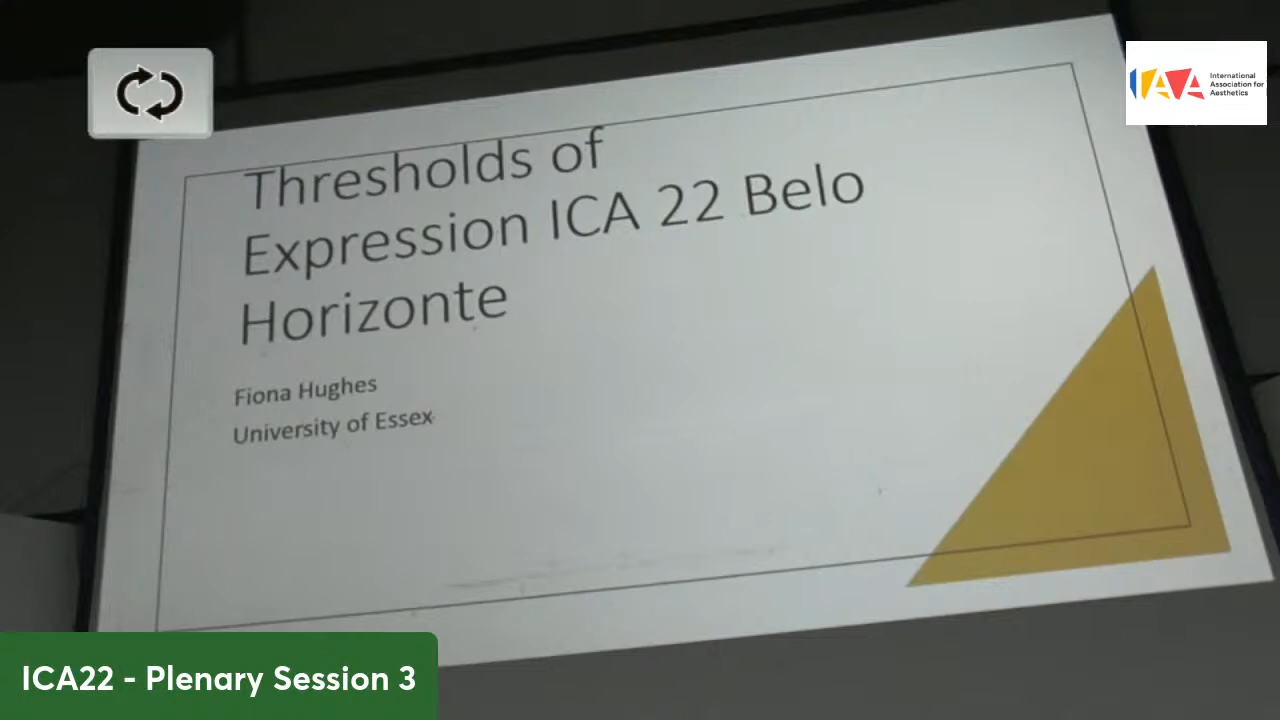 International
Association for
Aesthetics
Thresholds of
Expression ICA 22 Belo
Horizonte
Fiona Hughes
University of Essex
ICA22 - Plenary Session 3